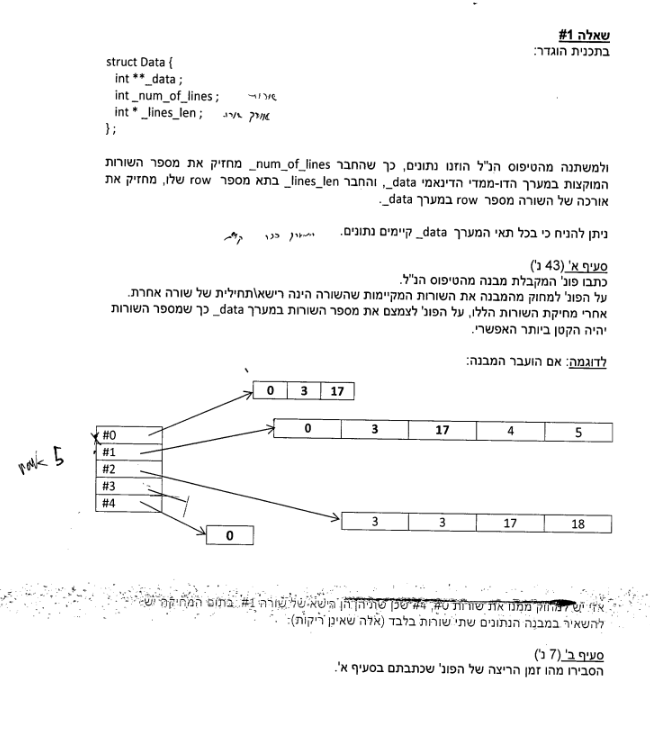 שאלה 1#
בתכנית הוגדר:
struct Data {
int **_data ;
int _num_of_lines ; שורות
int * _lines_len ; אורך שורה
};
ולמשתנה מהטיפוס הנ"ל הוזנו נתונים, כך שהחבר num_of_lines_ מחזיק את מספר השורות
המוקצות במערך הדו-ממדי הדינאמי data_, והחבר lines_len_ בתא מספר row שלו, מחזיק את
אורכה של השורה מספר row במערך data_.
ניתן להניח כי בכל תאי המערך data_ קיימים נתונים.
סעיף א' (43 נ')
כתבו פונ' המקבלת מבנה מהטיפוס הנ"ל.
על הפונ' למחוק מהמבנה את השורות המקיימות שהשורה הינה רישא\תחילית של שורה אחרת.
אחרי מחיקת השורות הללו, על הפונ' לצמצם את מספר השורות במערך data_ כך שמספר השורות
יהיה הקטן ביותר האפשרי.
לדוגמה: אם הועבר המבנה:
0 3 17
0 3 17 4 5
#0
#1
#2
#3
#4
5
3 3 17 18
0
אזי יש למחוק ממנו את שורות 0#, 4# שכן שתיהן הן רישא של שורה 1#. בתום המחיקה יש
להשאיר במבנה הנתונים שתי שורות בלבד (אלה שאינן ריקות):
סעיף ב' (7 נ')
הסבירו מהו זמן הריצה של הפונ' שכתבתם בסעיף א'.